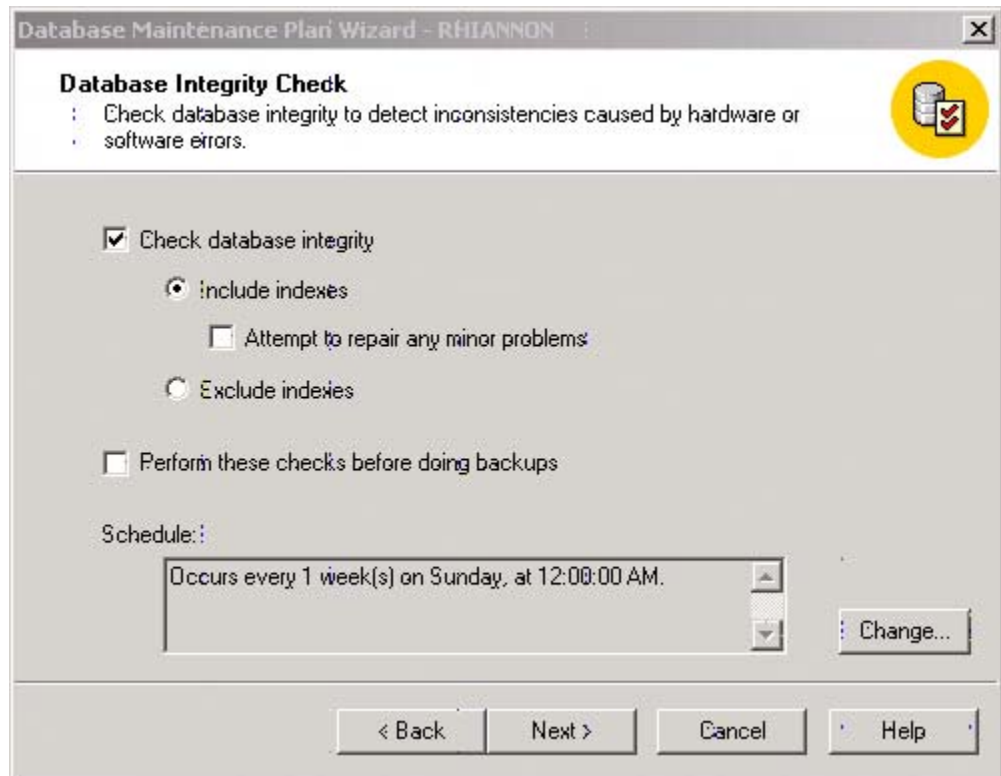 Database Maintenance Plan Wizard - RHIANNON
Database Integrity Check
Check database integrity to detect inconsistencies caused by hardware or
software errors.
Check database integrity
Include indexes
Attempt to repair any minor problems
Exclude indexes
Perform these checks before doing backups
Schedule:
Occurs every 1 week(s) on Sunday, at 12:00:00 AM.
Change...
< Back
Next >
Cancel
Help